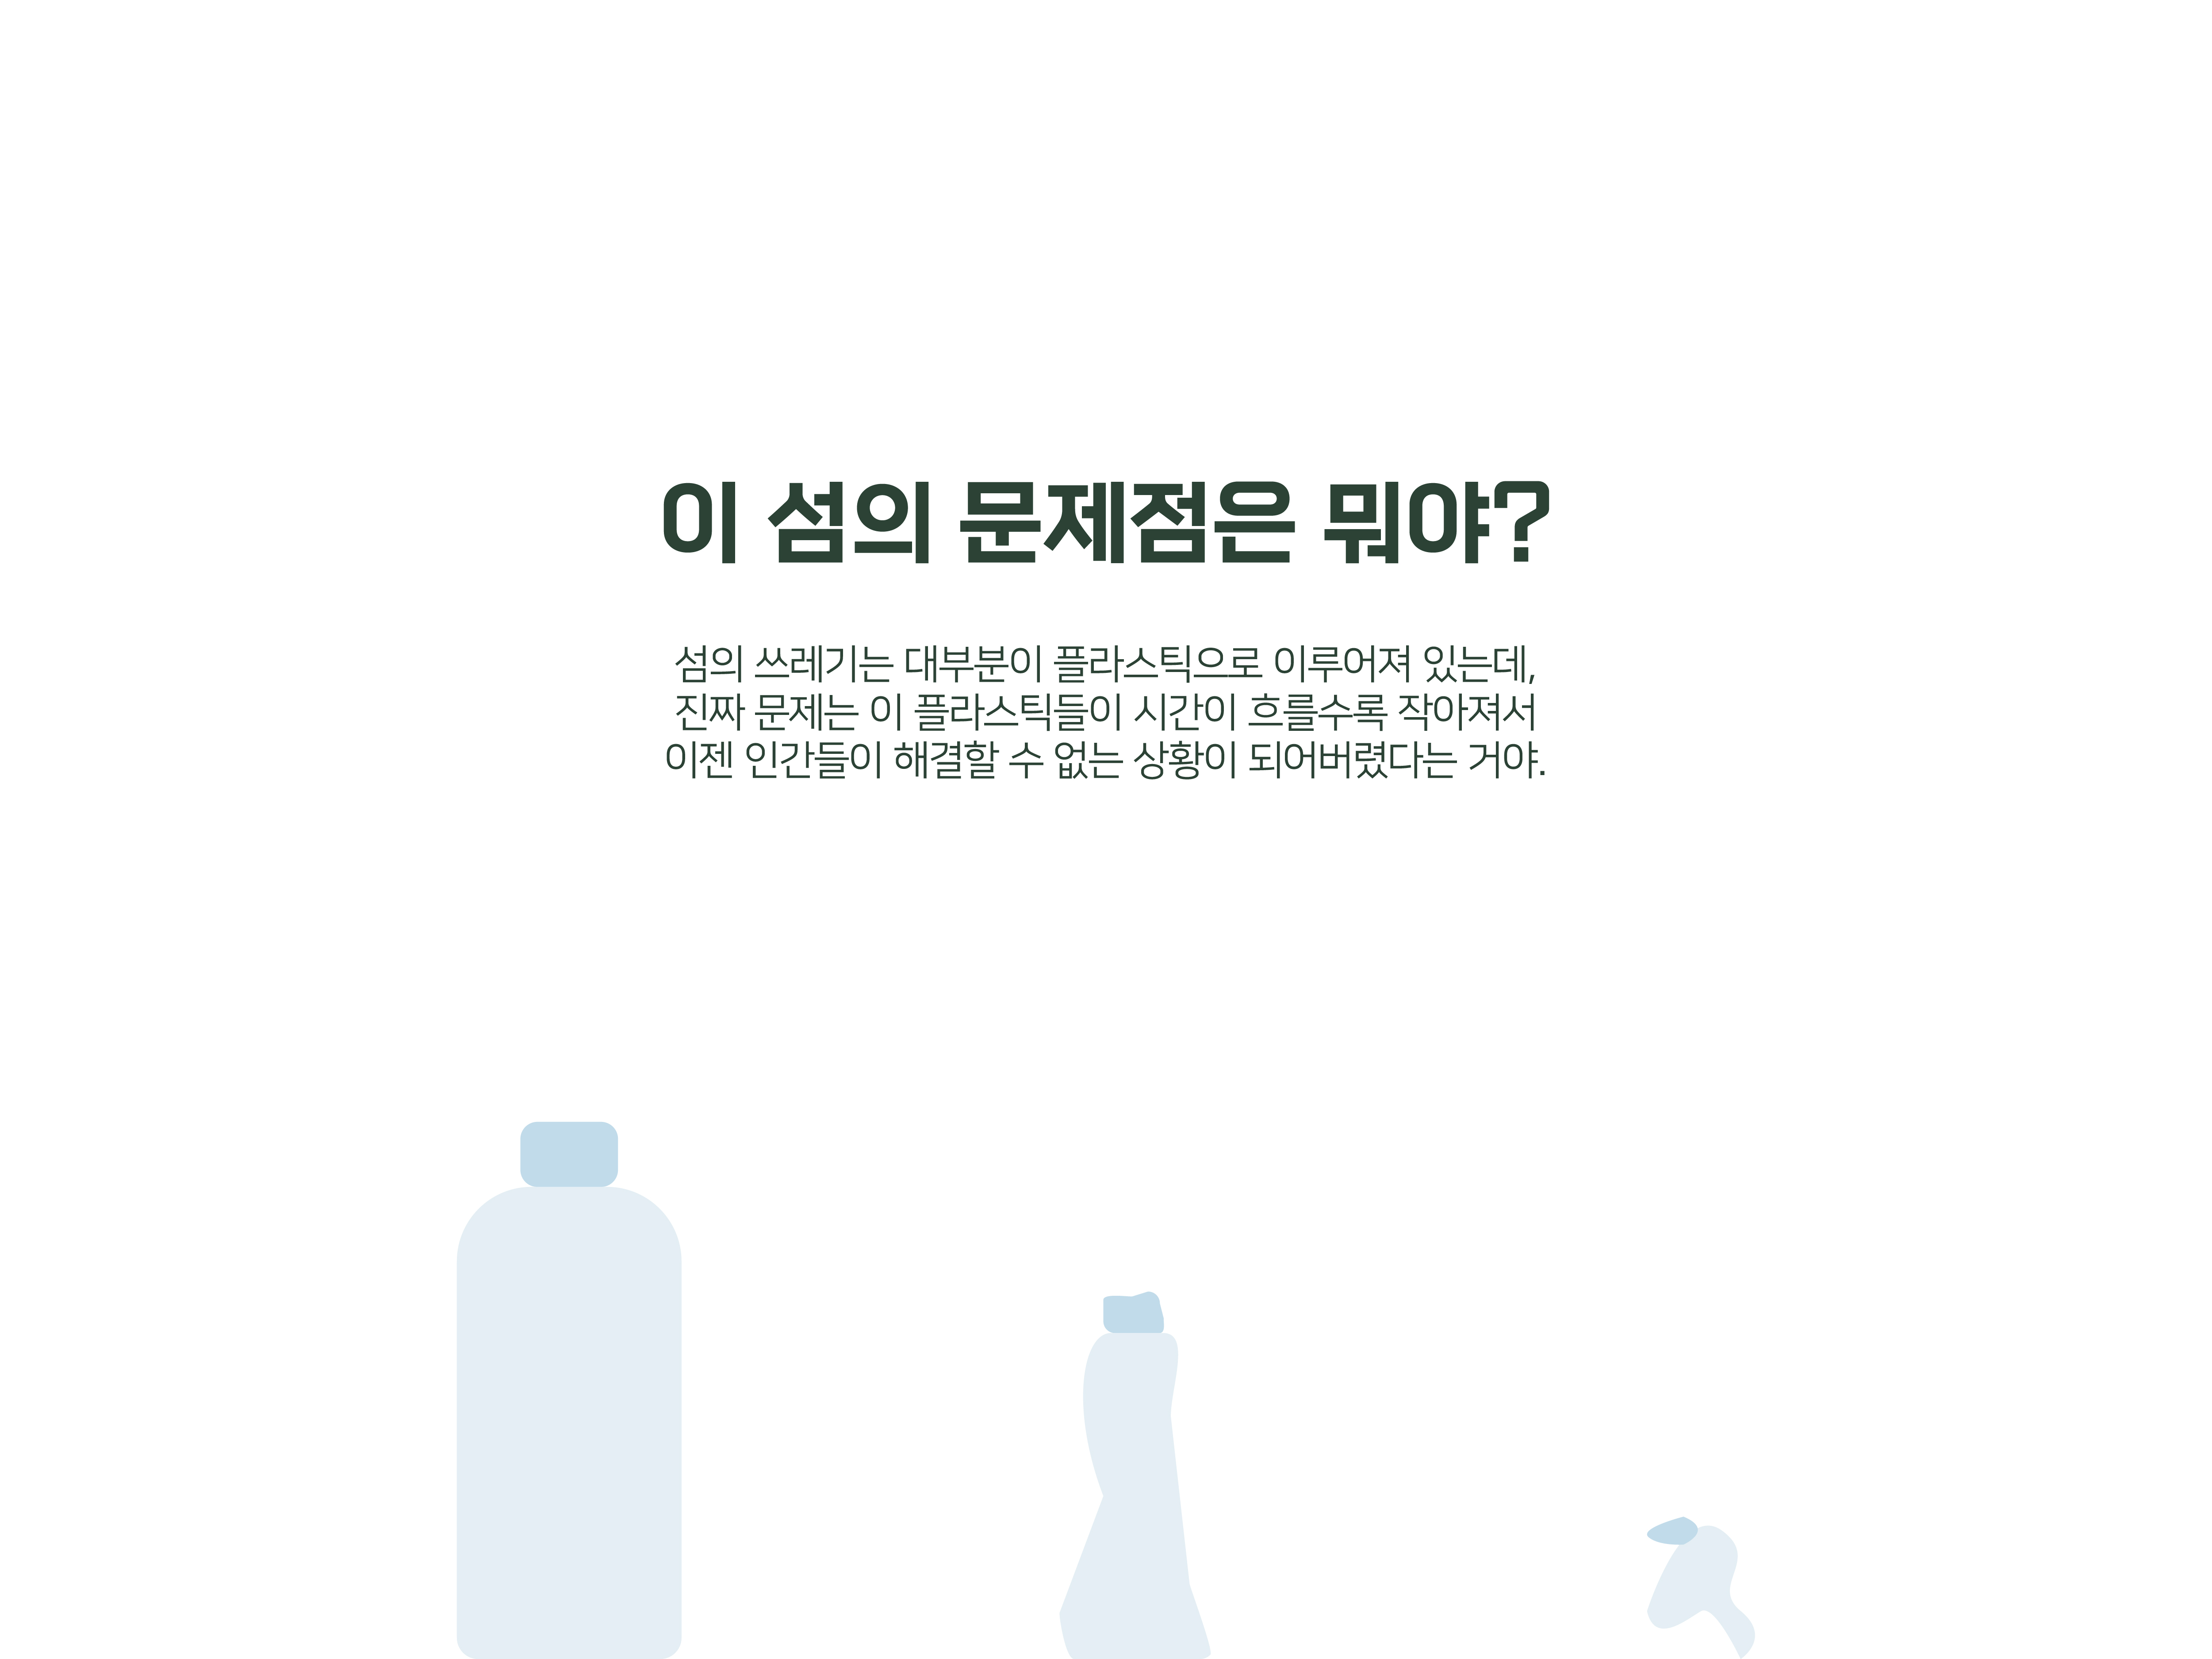 이 섬의 문제점은 뭐야?
섬의 쓰레기는 대부분이 플라스틱으로 이루어져 있는데,
진짜 문제는 이 플라스틱들이 시간이 흐를수록 작아져서
이젠 인간들이 해결할 수 없는 상황이 되어버렸다는 거야.